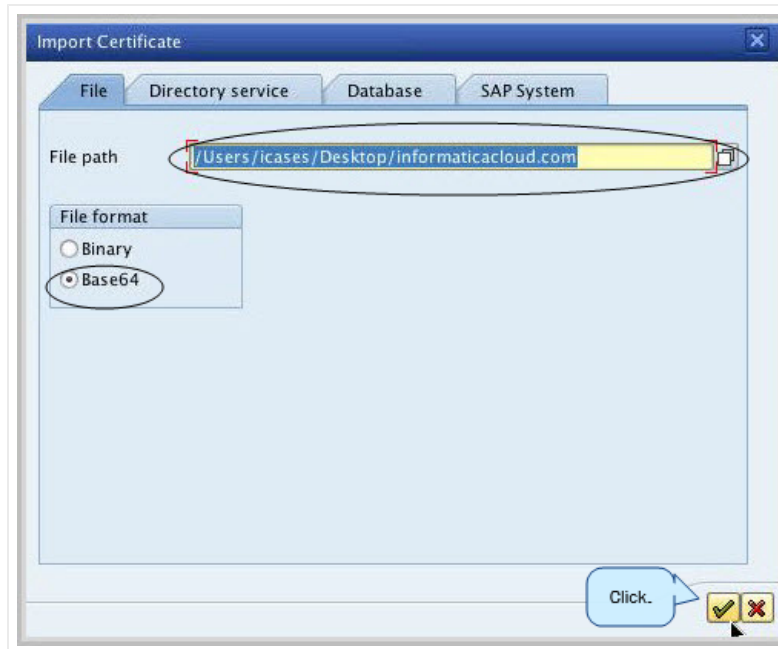 Import Certificate
File Directory service Database SAP System
File path /Users/icases/Desktop/informaticacloud.com
File format
Binary
Base64
Click.